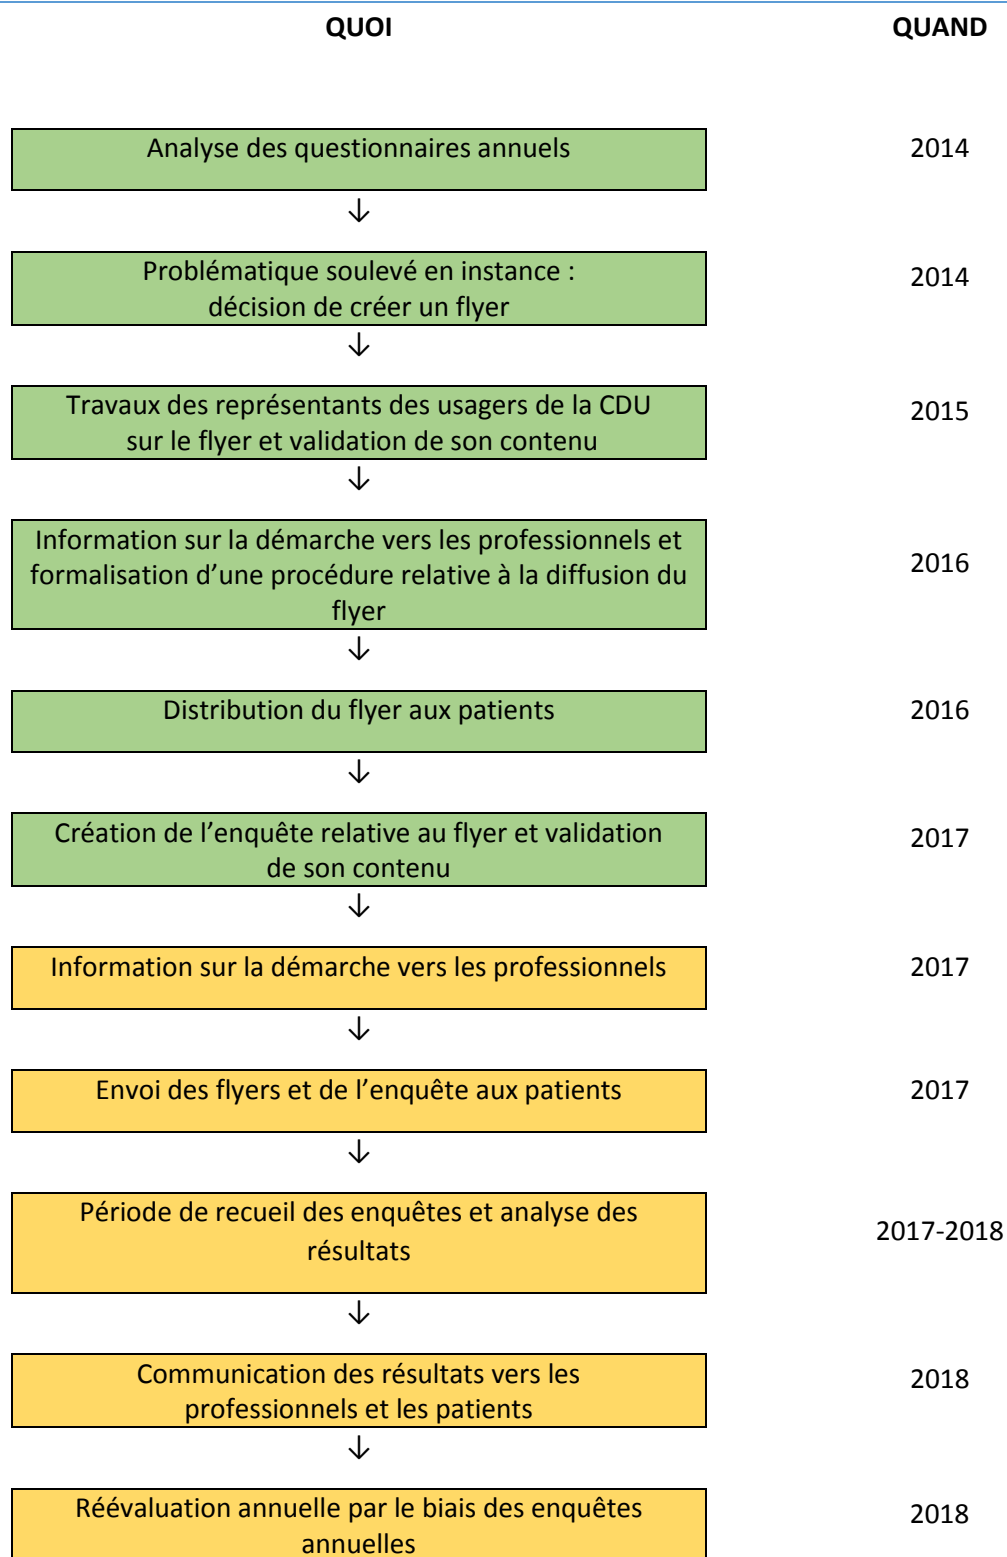 QUOI QUAND
Analyse des questionnaires annuels 2014
↓
Problématique soulevé en instance :
décision de créer un flyer 2014
↓
Travaux des représentants des usagers de la CDU
sur le flyer et validation de son contenu 2015
↓
Information sur la démarche vers les professionnels et
formalisation d’une procédure relative à la diffusion du
flyer 2016
↓
Distribution du flyer aux patients 2016
↓
Création de l’enquête relative au flyer et validation
de son contenu 2017
↓
Information sur la démarche vers les professionnels 2017
↓
Envoi des flyers et de l’enquête aux patients 2017
↓
Période de recueil des enquêtes et analyse des
résultats 2017-2018
↓
Communication des résultats vers les
professionnels et les patients 2018
↓
Réévaluation annuelle par le biais des enquêtes
annuelles 2018